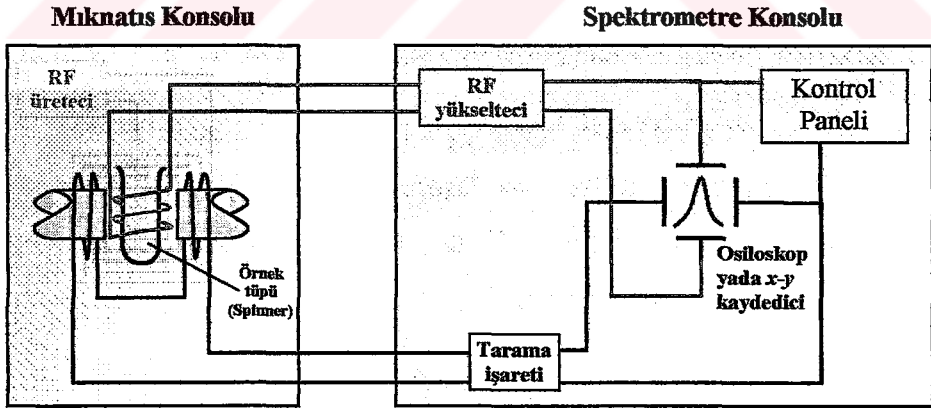 Mıknatıs Konsolu
Spektrometre Konsolu
RF
üreteci
RF
yükselteci
Kontrol
Paneli
Örnek
tüpü
(Spinner)
Osiloskop
yada x-y
kaydedici
Tarama
işareti